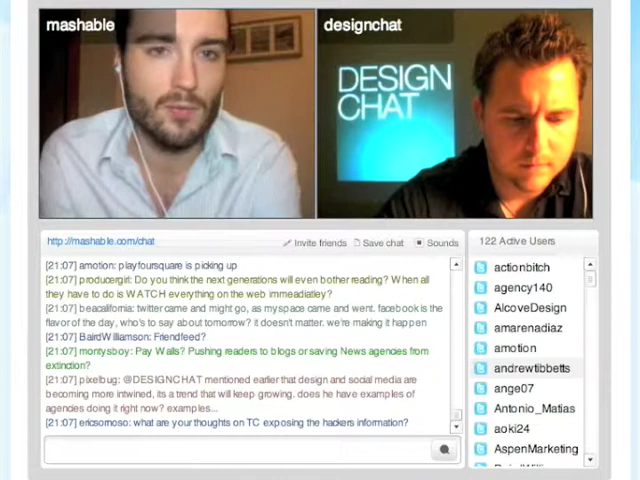 mashable
designchat
DESIGN
CHAT
http://mashable.com/chat
Invite friends
Save chat
Sounds
122 Active Users
[21:07] amotion: playfoursquare is picking up
[21:07] producergirl: Do you think the next generations will even bother reading? When all
they have to do is WATCH everything on the web immeadiatley?
[21:07] beacalifornia: twitter came and might go, as myspace came and went. facebook is the
flavor of the day, who's to say about tomorrow? it doesn't matter. we're making it happen
[21:07] BairdWilliamson: Friendfeed?
[21:07] montysboy: Pay Walls? Pushing readers to blogs or saving News agencies from
extinction?
[21:07] pixelbug: @DESIGNCHAT mentioned earlier that design and social media are
becoming more intwined, its a trend that will keep growing. does he have examples of
agencies doing it right now? examples...
[21:07] ericsornoso: what are your thoughts on TC exposing the hackers information?
actionbitch
agency140
AlcoveDesign
amarenadiaz
amotion
andrewtibbetts
ange07
Antonio_Matias
aoki24
AspenMarketing